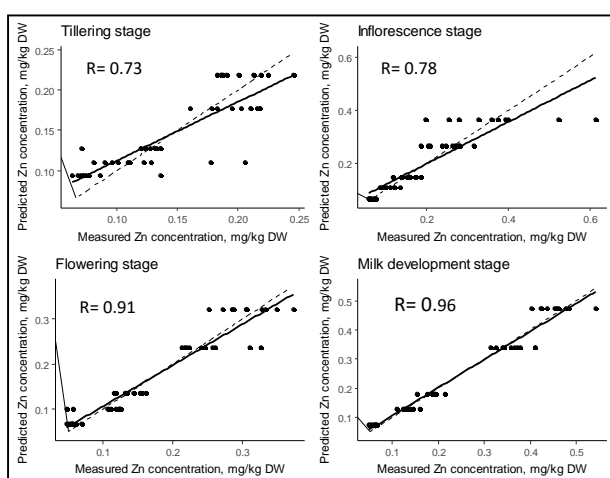 Tillering stage
R= 0.73
Predicted Zn concentration, mg/kg DW
0.25
0.20
0.15
0.10
0.10
0.15
0.20
0.25
Measured Zn concentration, mg/kg DW
Inflorescence stage
R= 0.78
Predicted Zn concentration, mg/kg DW
0.6
0.4
0.2
0.2
0.4
0.6
Measured Zn concentration, mg/kg DW
Flowering stage
R= 0.91
Predicted Zn concentration, mg/kg DW
0.3
0.2
0.1
0.1
0.2
0.3
Measured Zn concentration, mg/kg DW
Milk development stage
R= 0.96
Predicted Zn concentration, mg/kg DW
0.5
0.4
0.3
0.2
0.1
0.1
0.2
0.3
0.4
0.5
Measured Zn concentration, mg/kg DW